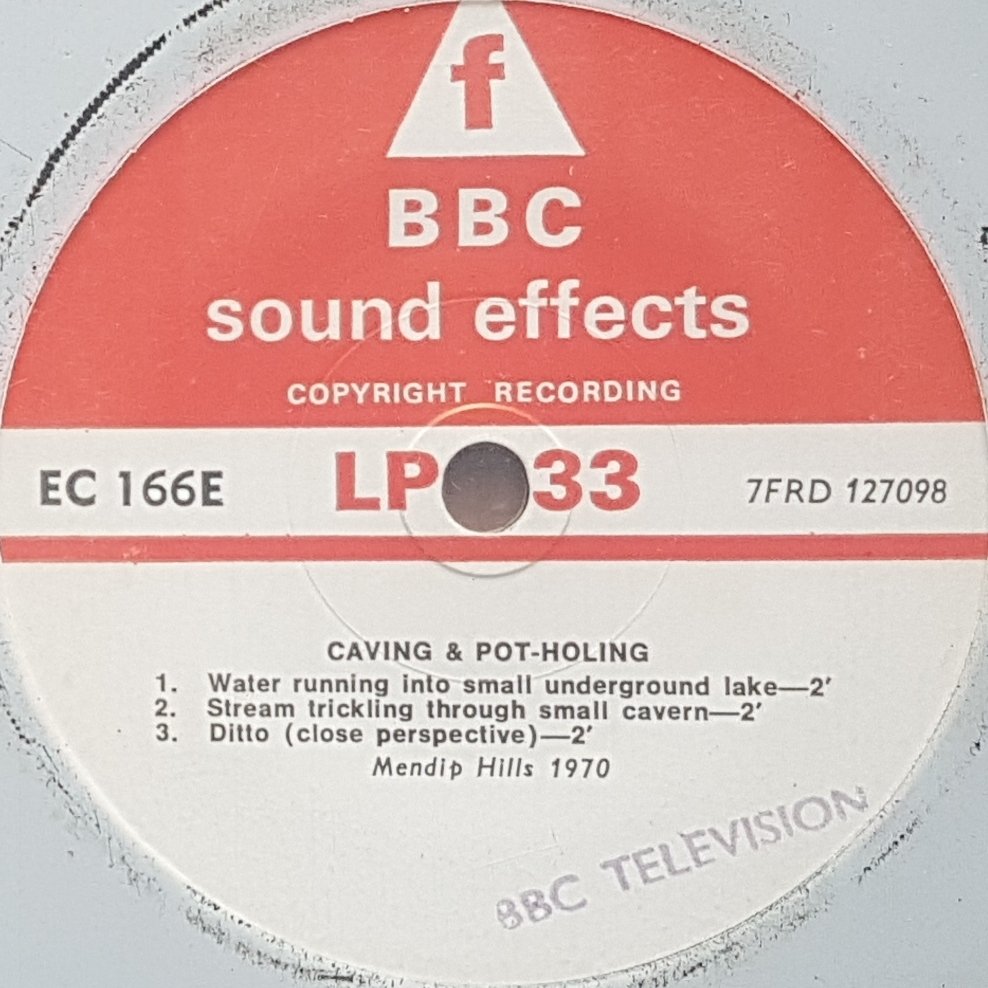 f
BBC
sound effects
COPYRIGHT RECORDING
EC 166E LP 33 7FRD 127098
CAVING & POT-HOLING
1. Water running into small underground lake—2′
2. Stream trickling through small cavern—2′
3. Ditto (close perspective)—2′
Mendip Hills 1970
BBC TELEVISION